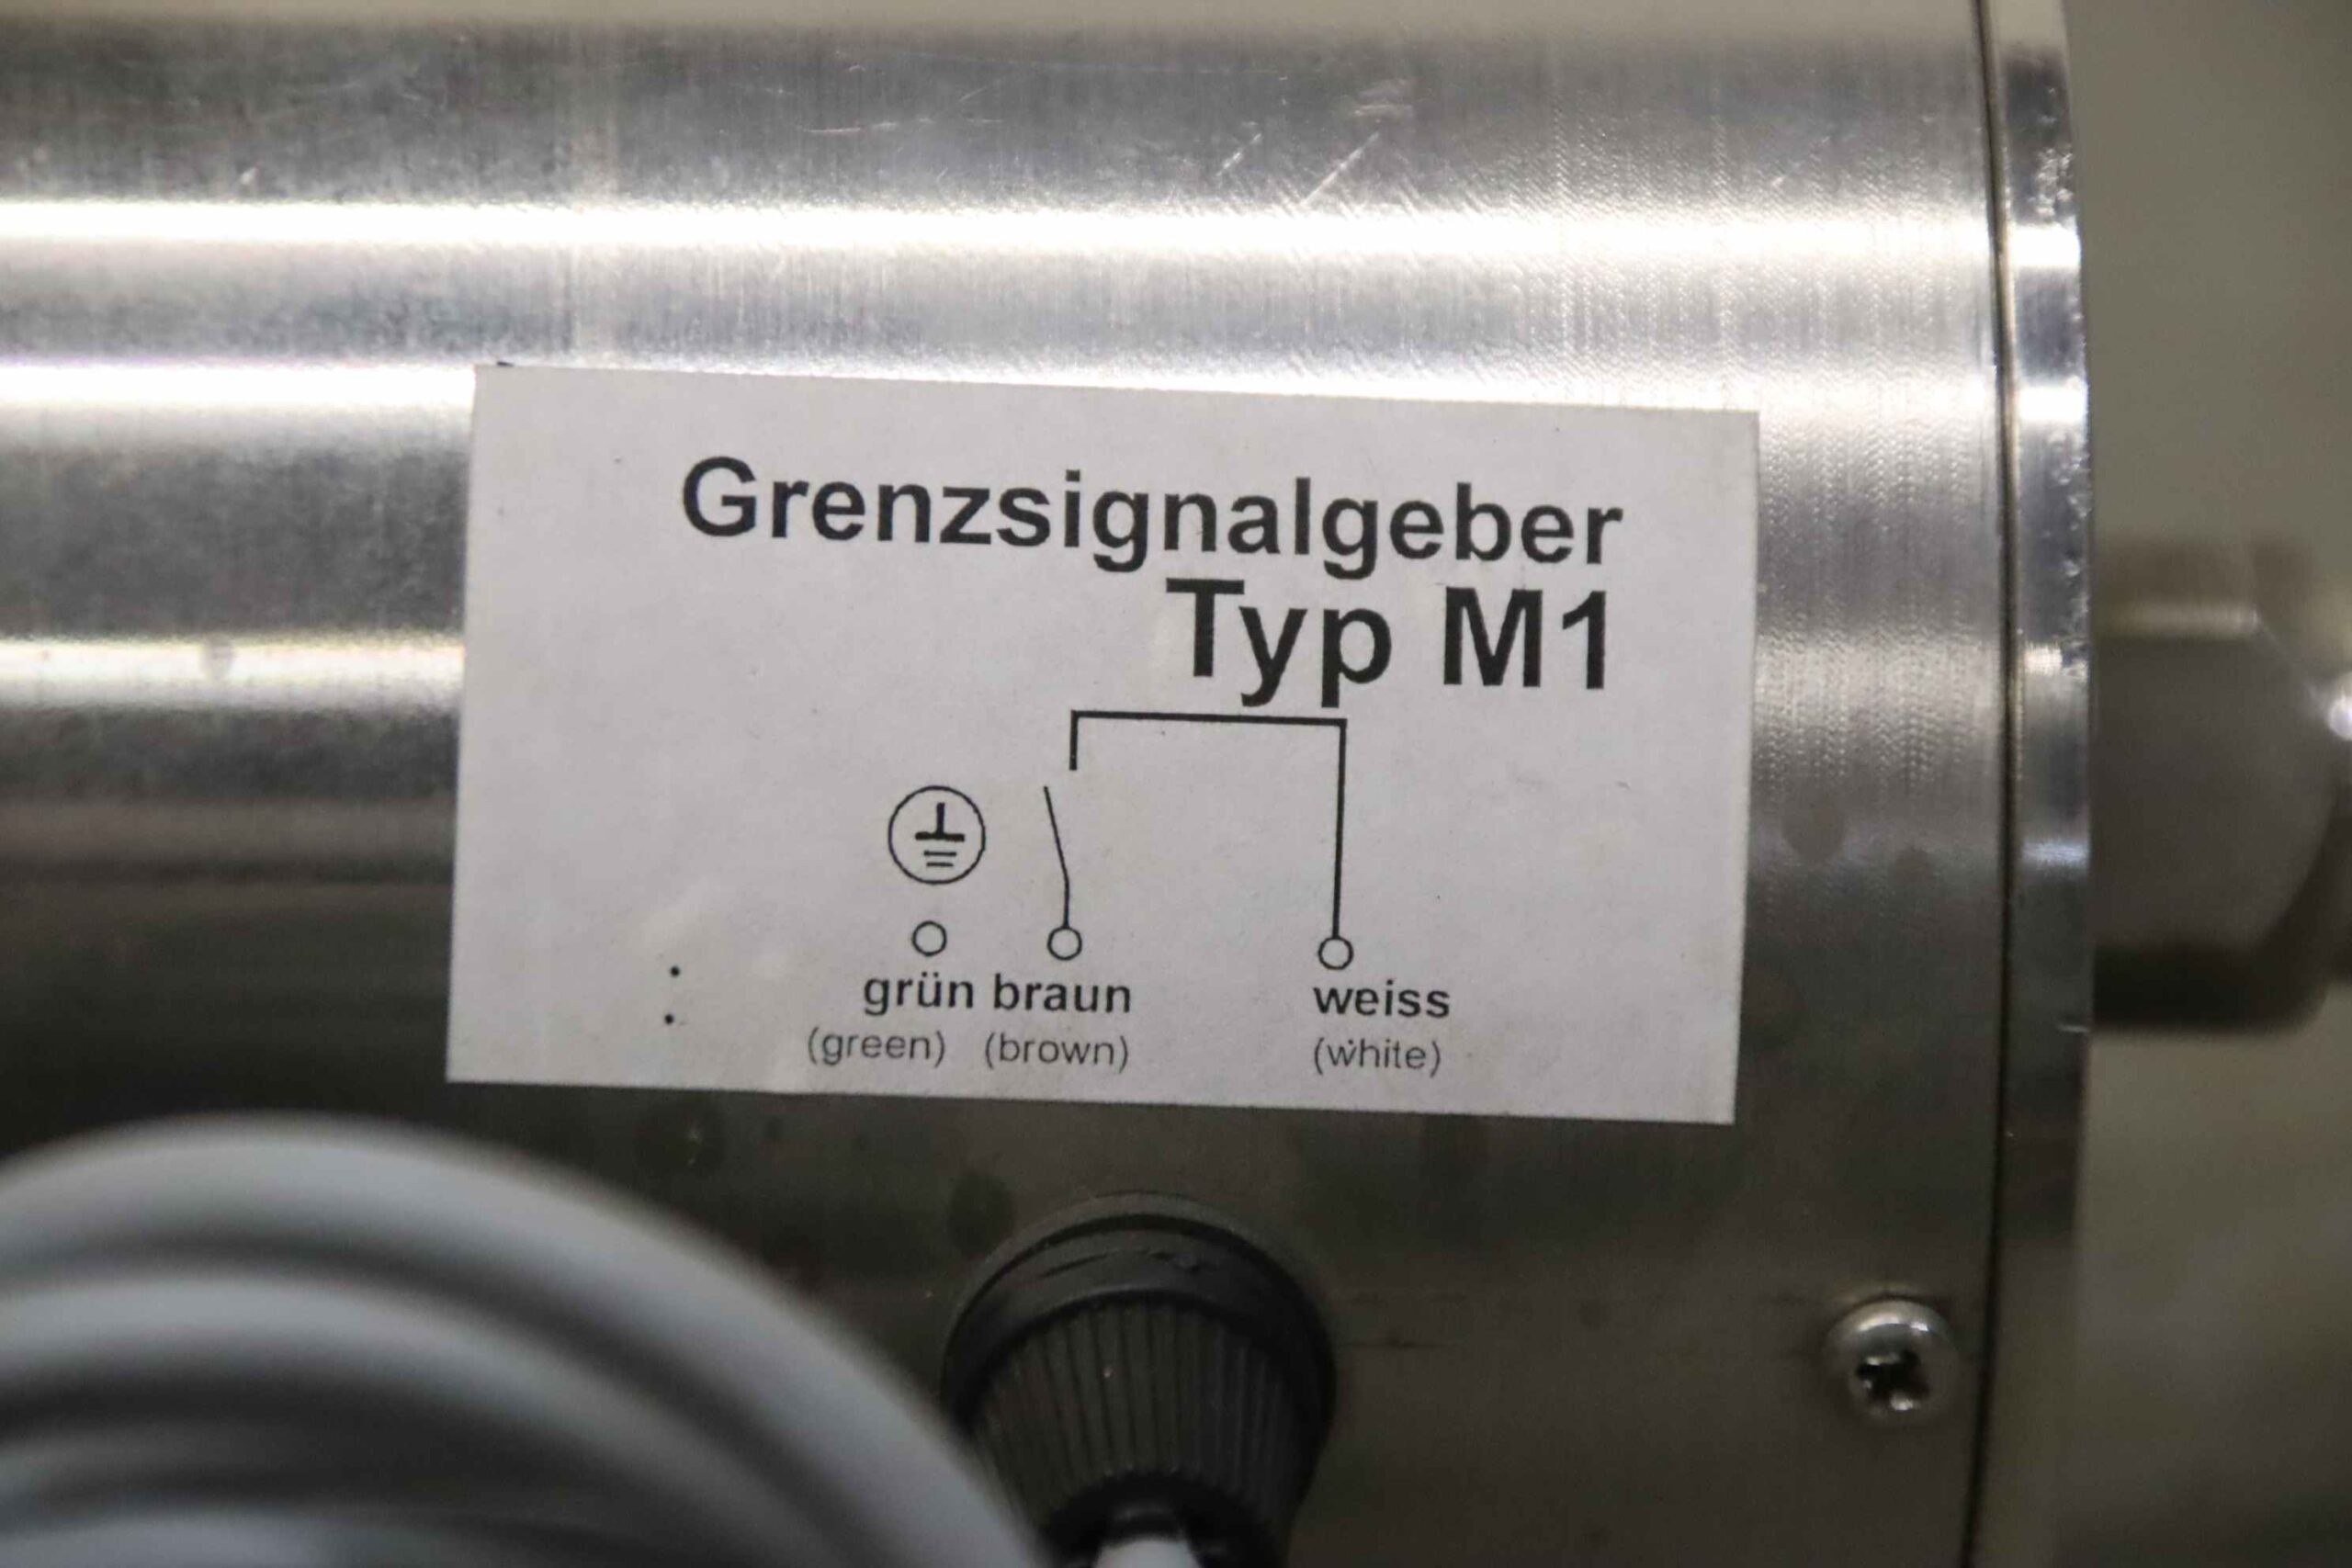 Grenzsignalgeber
Typ M1
grün braun weiss
(green) (brown) (white)